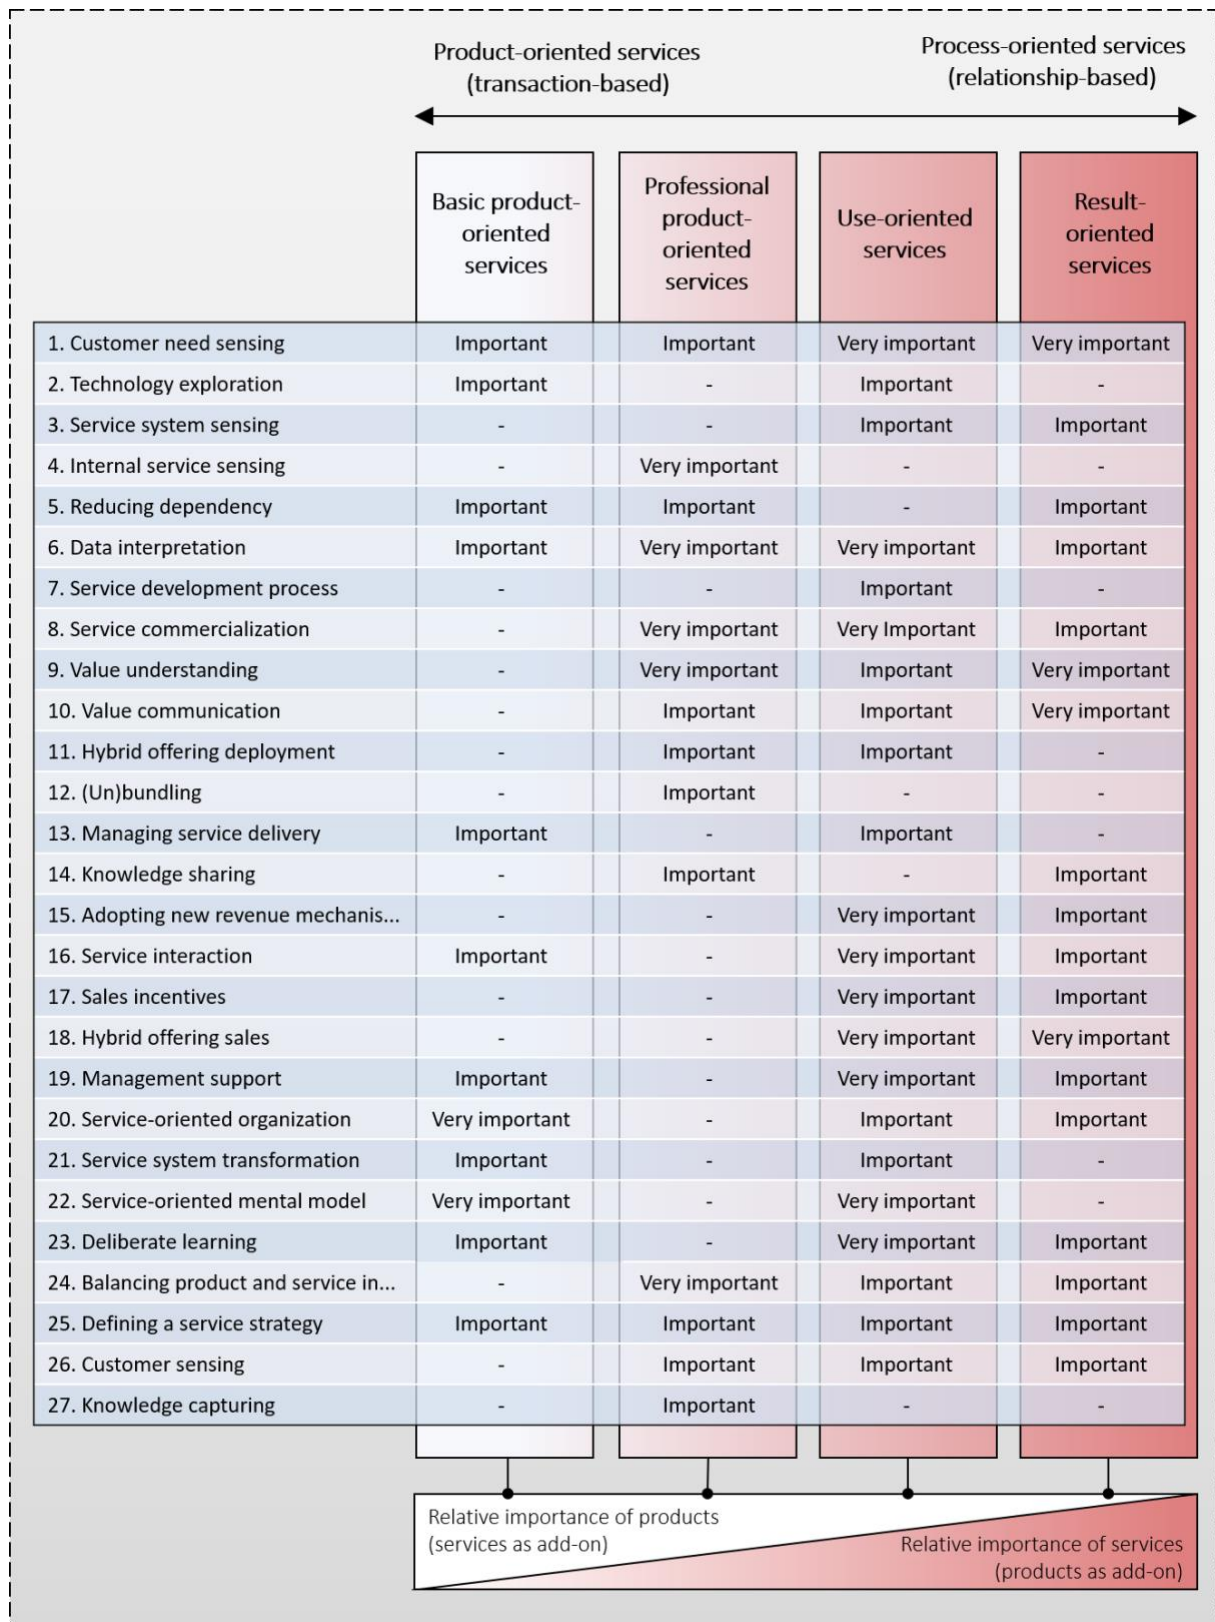 Product-oriented services
(transaction-based)
Process-oriented services
(relationship-based)
Basic product-
oriented
services
Professional
product-
oriented
services
Use-oriented
services
Result-
oriented
services
1. Customer need sensing Important Important Very important Very important
2. Technology exploration Important - Important -
3. Service system sensing - - Important Important
4. Internal service sensing - Very important - -
5. Reducing dependency Important Important - Important
6. Data interpretation Important Very important Very important Important
7. Service development process - - Important -
8. Service commercialization - Very important Very Important Important
9. Value understanding - Very important Important Very important
10. Value communication - Important Important Very important
11. Hybrid offering deployment - Important Important -
12. (Un)bundling - Important - -
13. Managing service delivery Important - Important -
14. Knowledge sharing - Important - Important
15. Adopting new revenue mechanis... - - Very important Important
16. Service interaction Important - Very important Important
17. Sales incentives - - Very important Important
18. Hybrid offering sales - - Very important Very important
19. Management support Important - Very important Important
20. Service-oriented organization Very important - Important Important
21. Service system transformation Important - Important -
22. Service-oriented mental model Very important - Very important -
23. Deliberate learning Important - Very important Important
24. Balancing product and service in... - Very important Important Important
25. Defining a service strategy Important Important Important Important
26. Customer sensing - Important Important Important
27. Knowledge capturing - Important - -
Relative importance of products
(services as add-on)
Relative importance of services
(products as add-on)